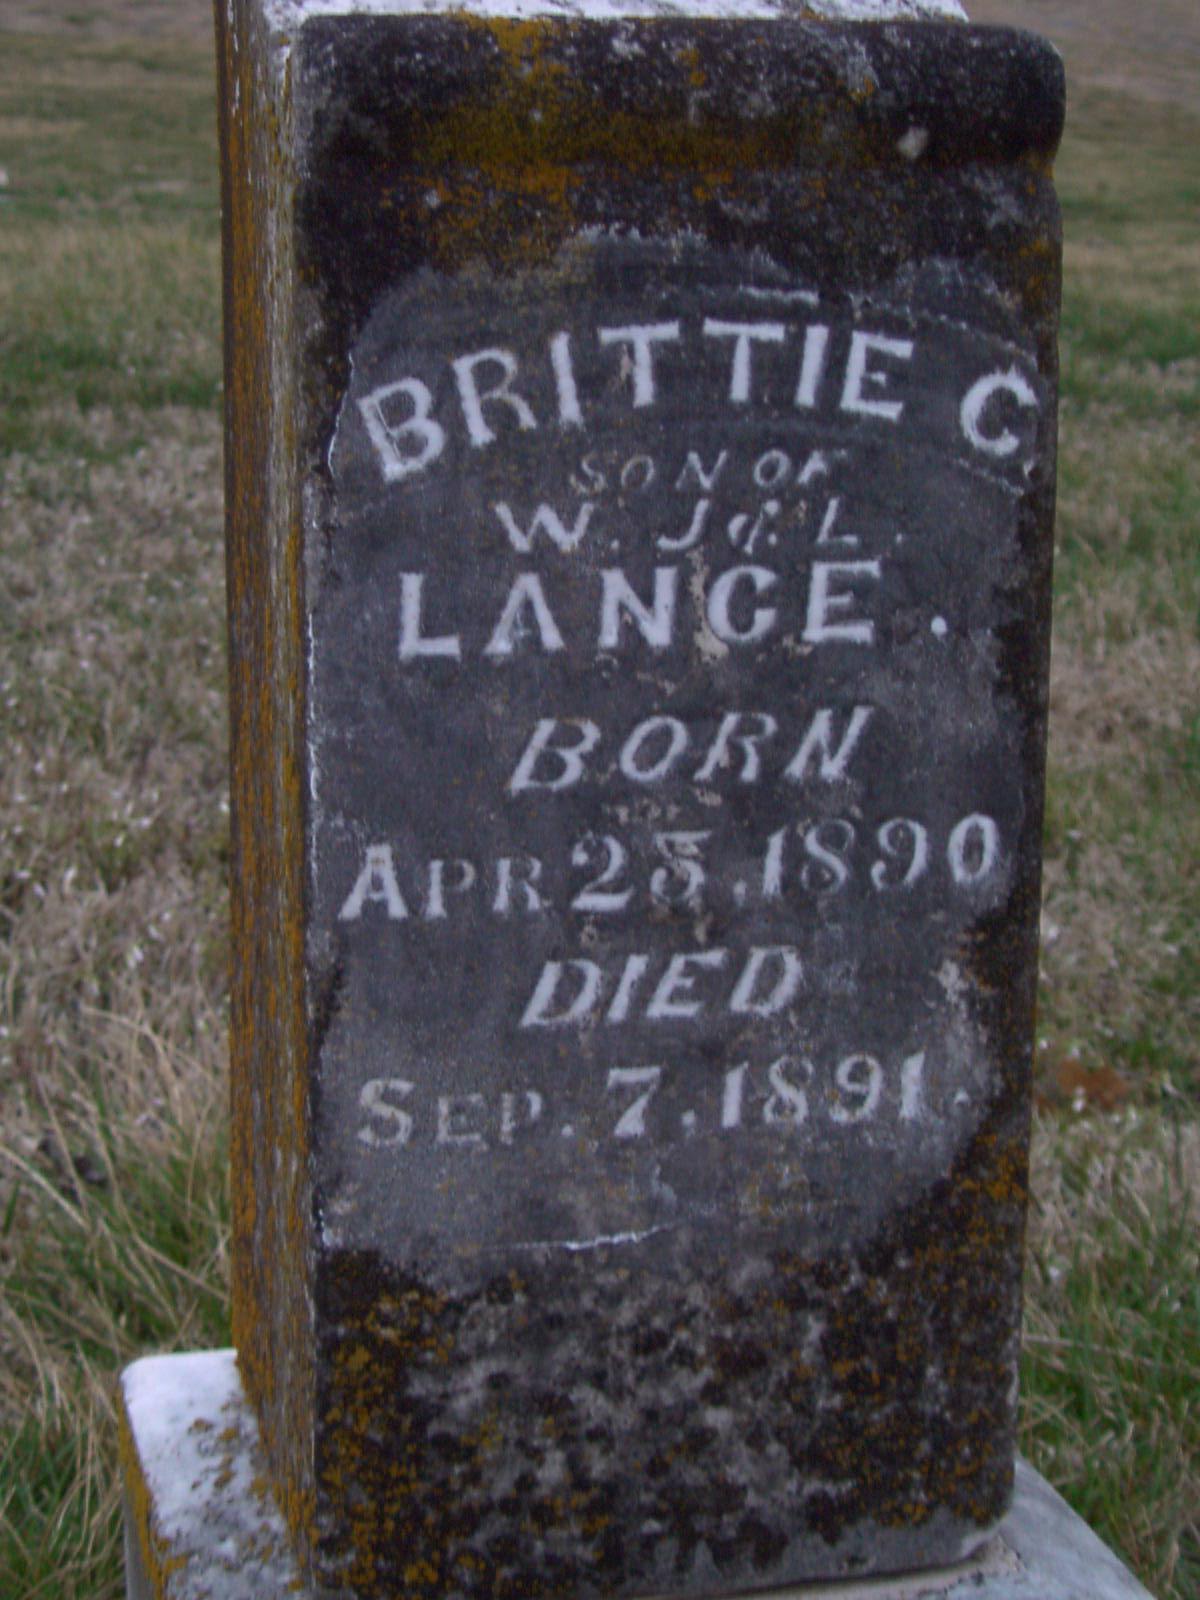 BRITTIE C.
SON OF
W. J & L.
LANCE.
BORN
APR 25, 1890
DIED
SEP. 7, 1891.